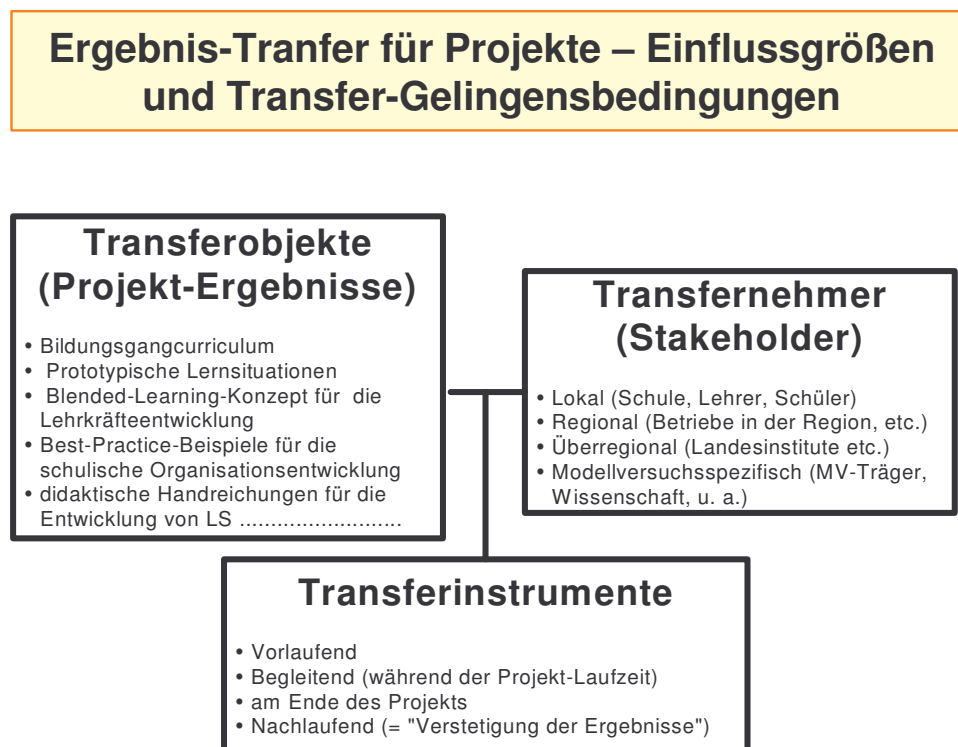 Ergebnis-Tranfer für Projekte – Einflussgrößen
und Transfer-Gelingensbedingungen
Transferobjekte
(Projekt-Ergebnisse)
• Bildungsgangcurriculum
• Prototypische Lernsituationen
• Blended-Learning-Konzept für die
Lehrkräfteentwicklung
• Best-Practice-Beispiele für die
schulische Organisationsentwicklung
• didaktische Handreichungen für die
Entwicklung von LS ..........................
Transfernehmer
(Stakeholder)
• Lokal (Schule, Lehrer, Schüler)
• Regional (Betriebe in der Region, etc.)
• Überregional (Landesinstitute etc.)
• Modellversuchsspezifisch (MV-Träger,
Wissenschaft, u. a.)
Transferinstrumente
• Vorlaufend
• Begleitend (während der Projekt-Laufzeit)
• am Ende des Projekts
• Nachlaufend (= "Verstetigung der Ergebnisse")